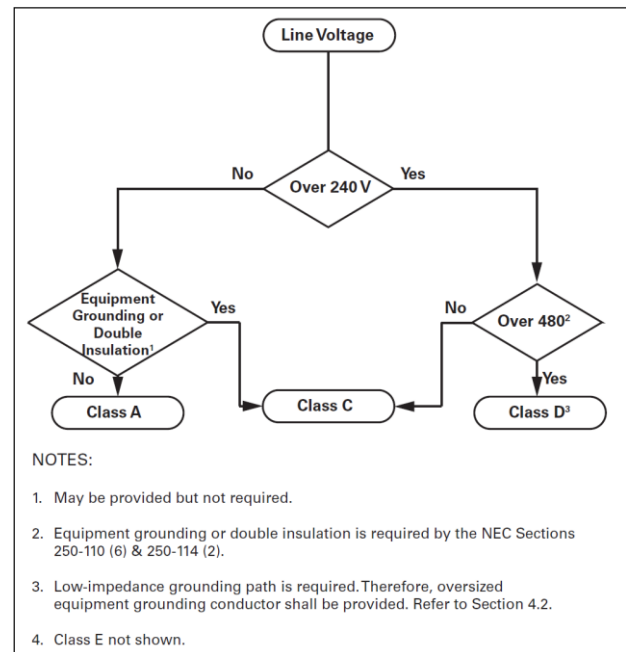 Line Voltage
No
Over 240 V
Yes
Equipment
Grounding or
Double
Insulation¹
Yes
No
Over 480²
No
Class A
Class C
Yes
Class D³
NOTES:
1. May be provided but not required.
2. Equipment grounding or double insulation is required by the NEC Sections
250-110 (6) & 250-114 (2).
3. Low-impedance grounding path is required. Therefore, oversized
equipment grounding conductor shall be provided. Refer to Section 4.2.
4. Class E not shown.